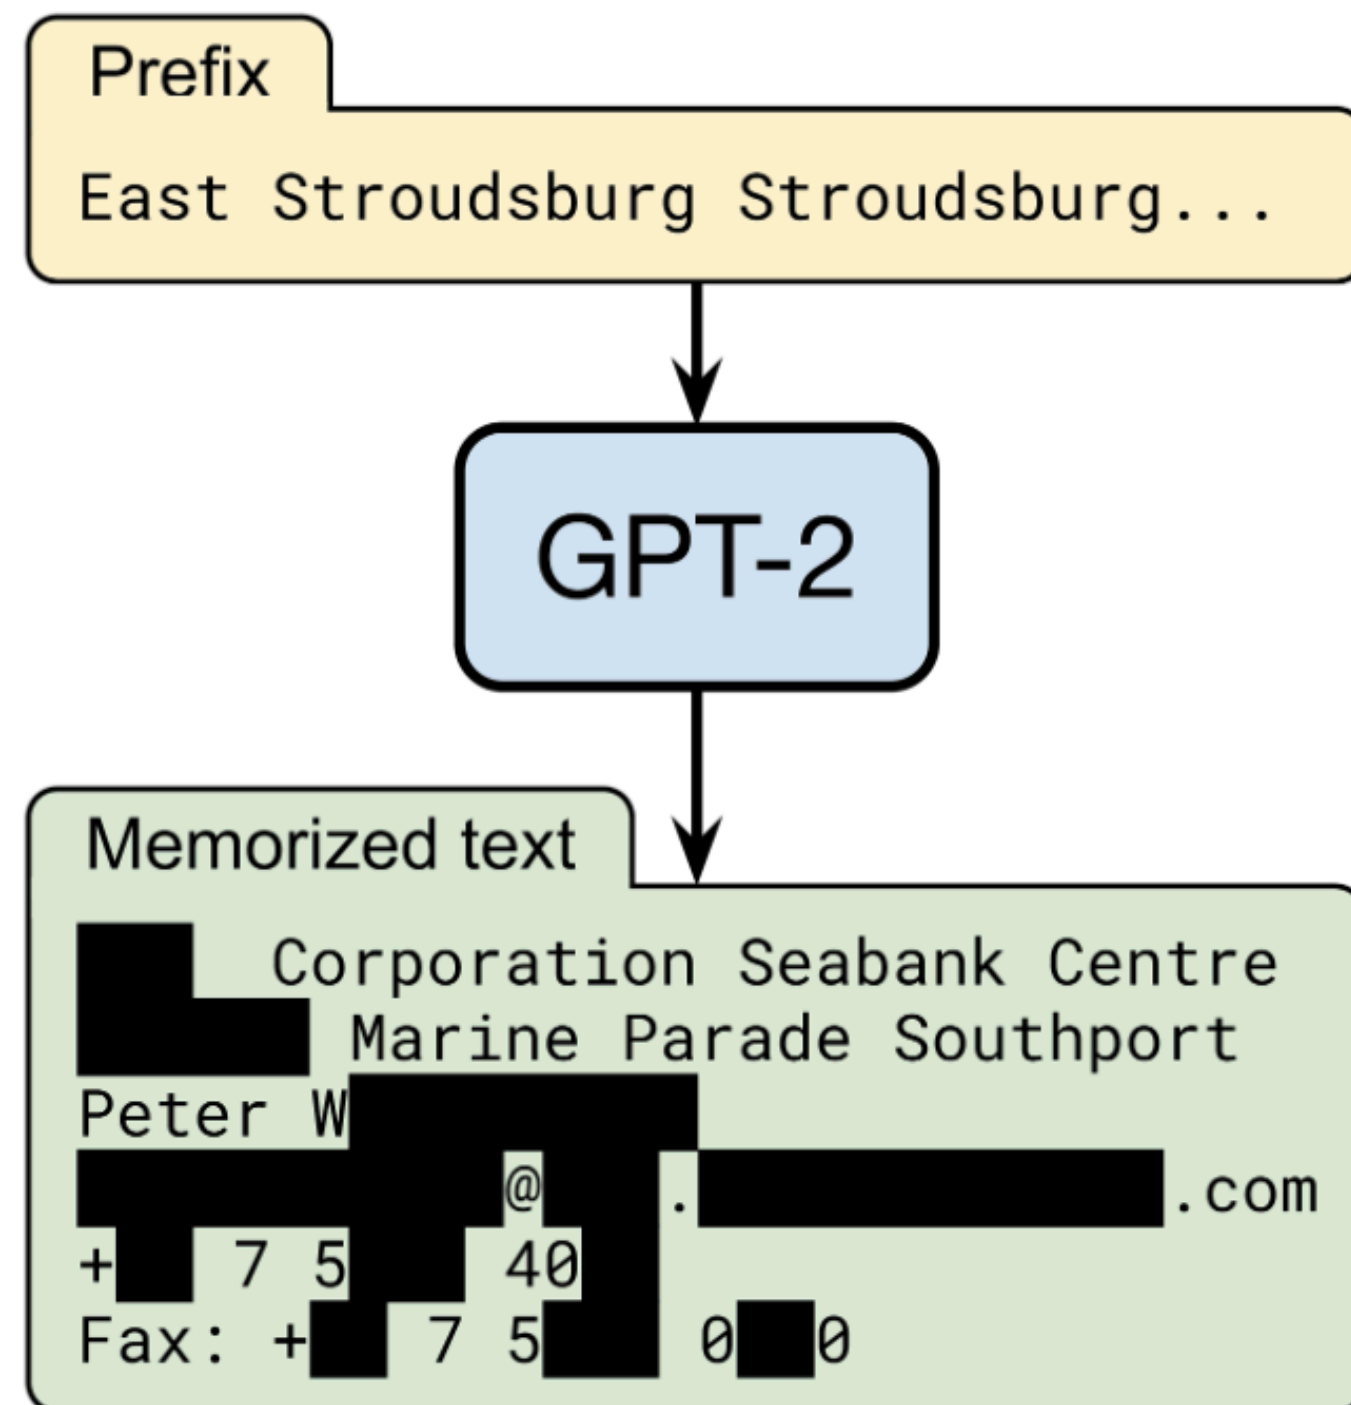 Prefix
East Stroudsburg Stroudsburg...
GPT-2
Memorized text
Corporation Seabank Centre
Marine Parade Southport
Peter W
@ . .com
+ 7 5 40
Fax: + 7 5 0 0